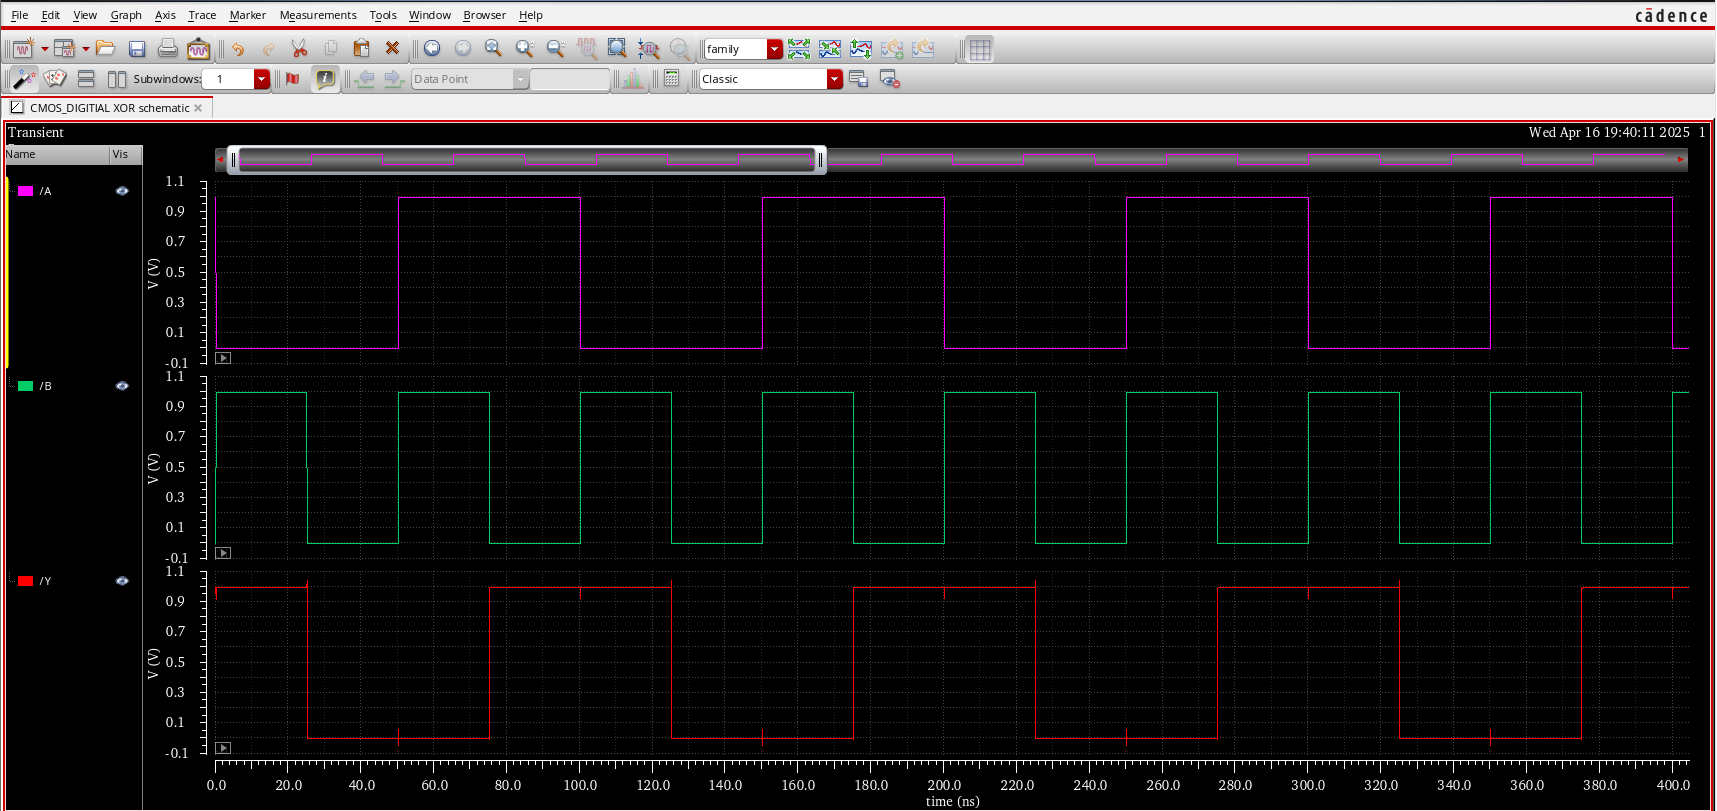 File Edit View Graph Axis Trace Marker Measurements Tools Window Browser Help
cādence
family
Subwindows: 1
Data Point
Classic
CMOS_DIGITIAL XOR schematic
Transient
Wed Apr 16 19:40:11 2025 1
Name Vis
/A
1.1
0.9
0.7
0.5
0.3
0.1
-0.1
V (V)
/B
1.1
0.9
0.7
0.5
0.3
0.1
-0.1
V (V)
/Y
1.1
0.9
0.7
0.5
0.3
0.1
-0.1
V (V)
0.0 20.0 40.0 60.0 80.0 100.0 120.0 140.0 160.0 180.0 200.0 220.0 240.0 260.0 280.0 300.0 320.0 340.0 360.0 380.0 400.0
time (ns)